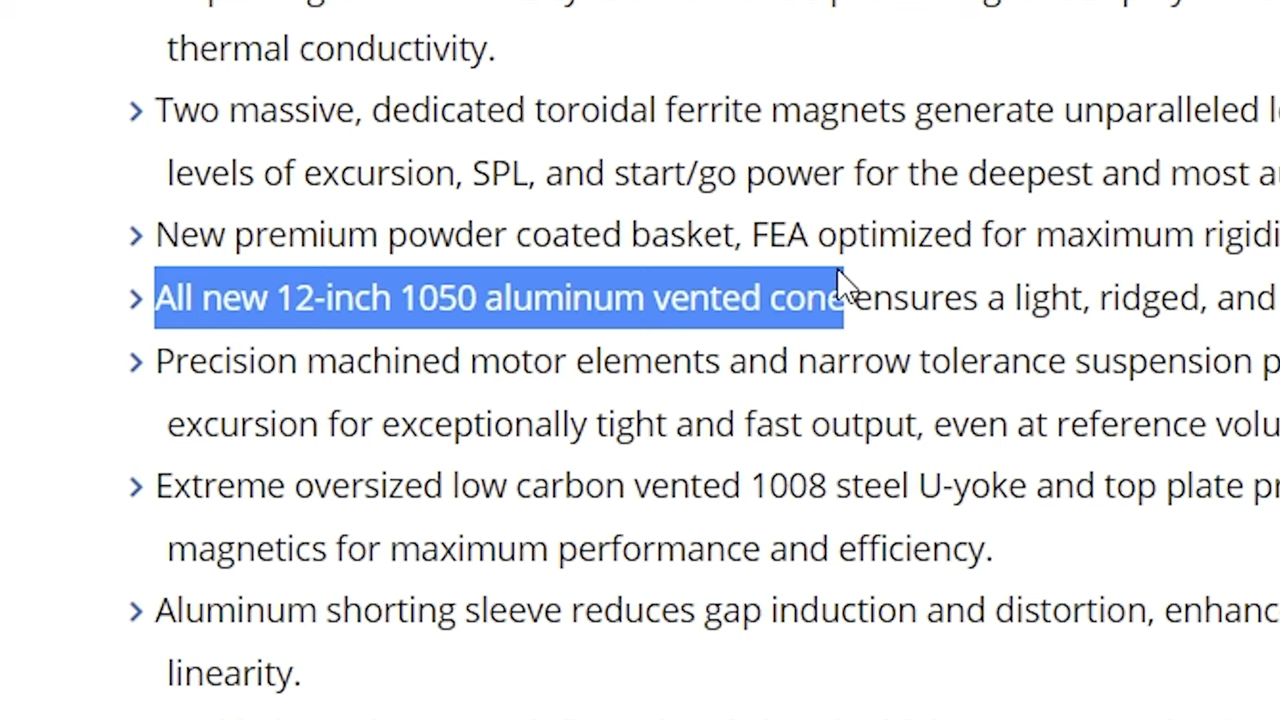 thermal conductivity.
Two massive, dedicated toroidal ferrite magnets generate unparalleled
levels of excursion, SPL, and start/go power for the deepest and most
New premium powder coated basket, FEA optimized for maximum
All new 12-inch 1050 aluminum vented cone ensures a light, ridged, and
Precision machined motor elements and narrow tolerance suspension
excursion for exceptionally tight and fast output, even at reference
Extreme oversized low carbon vented 1008 steel U-yoke and top plate
magnetics for maximum performance and efficiency.
Aluminum shorting sleeve reduces gap induction and distortion,
linearity.